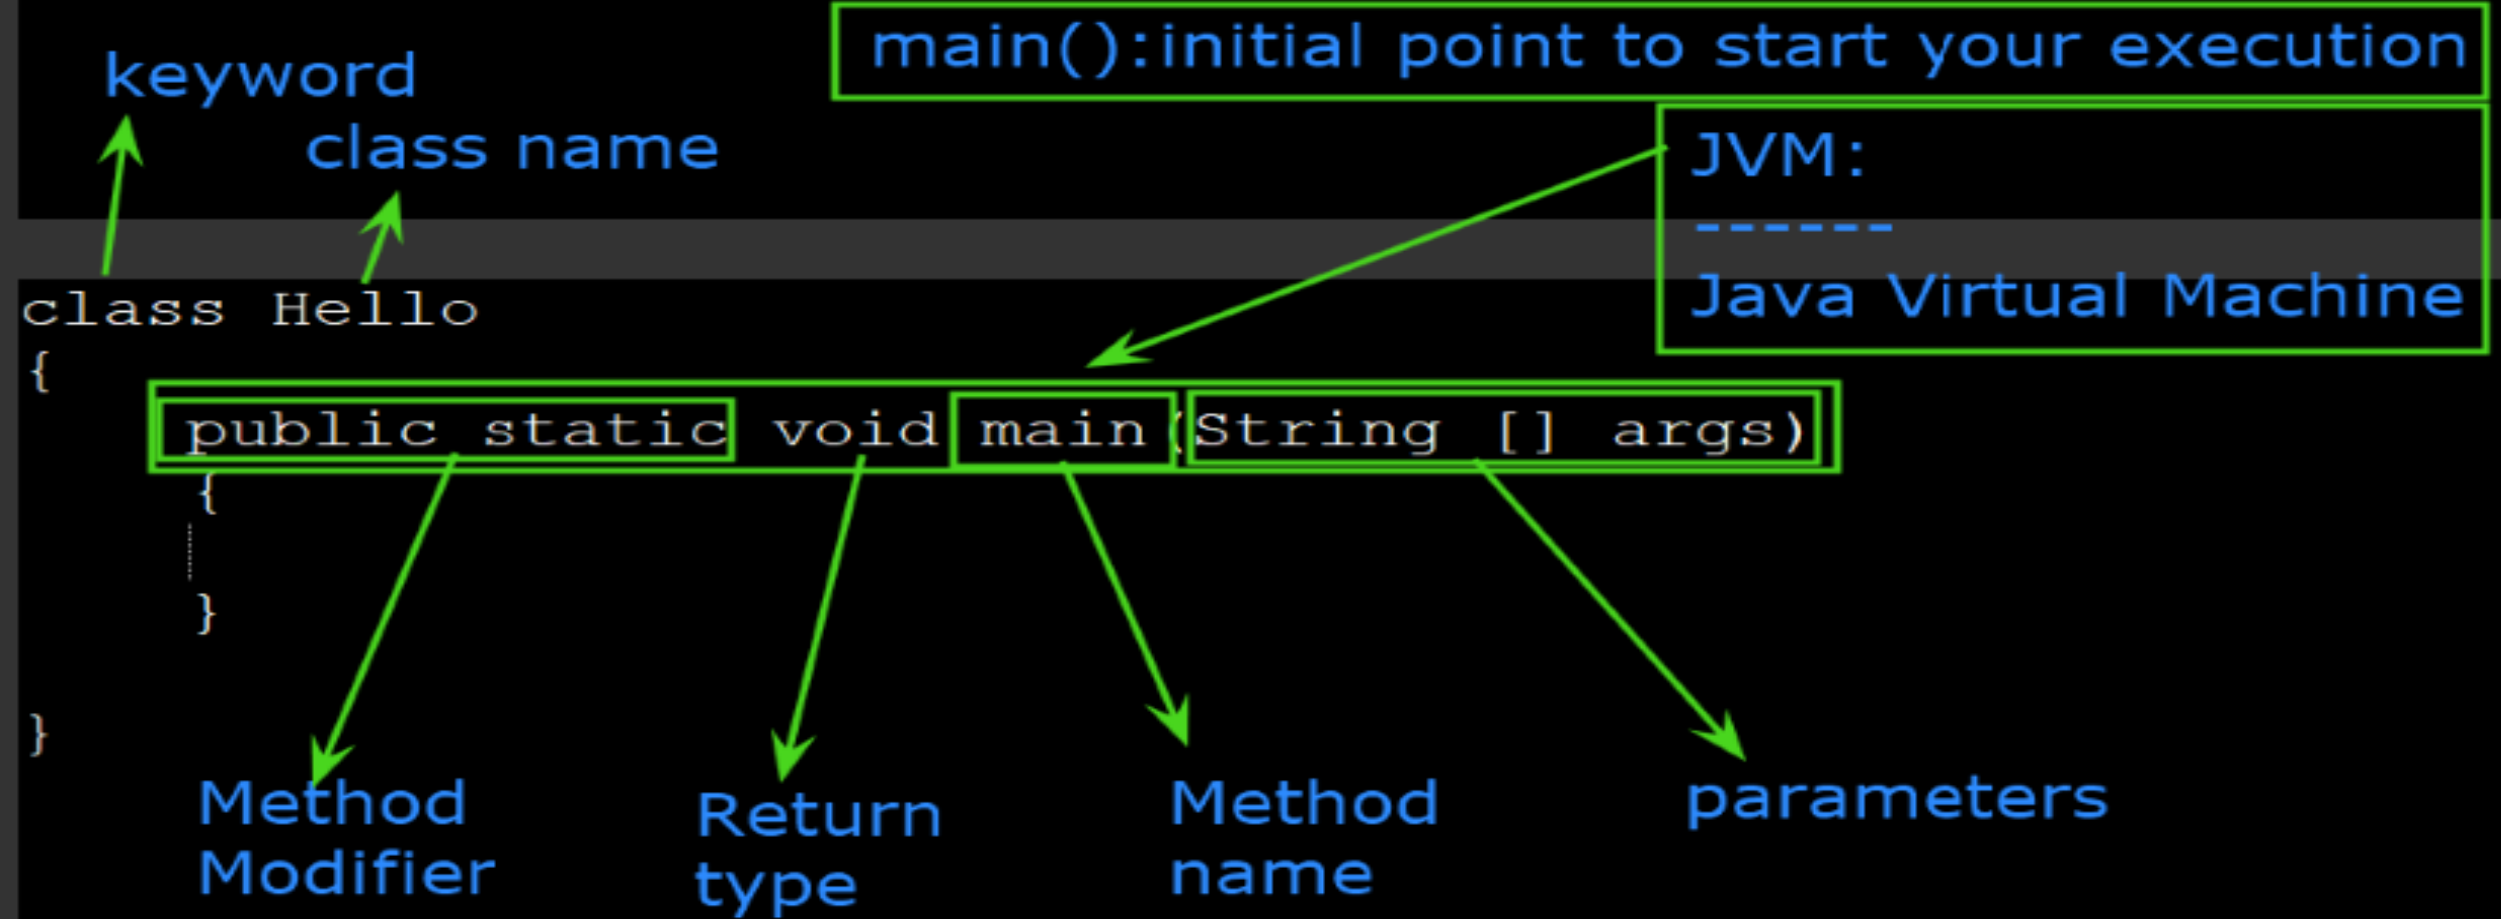 main():initial point to start your execution
keyword
class name
JVM:
------
Java Virtual Machine
class Hello
{
public static void main(String [] args)
{
}
}
Method
Modifier
Return
type
Method
name
parameters